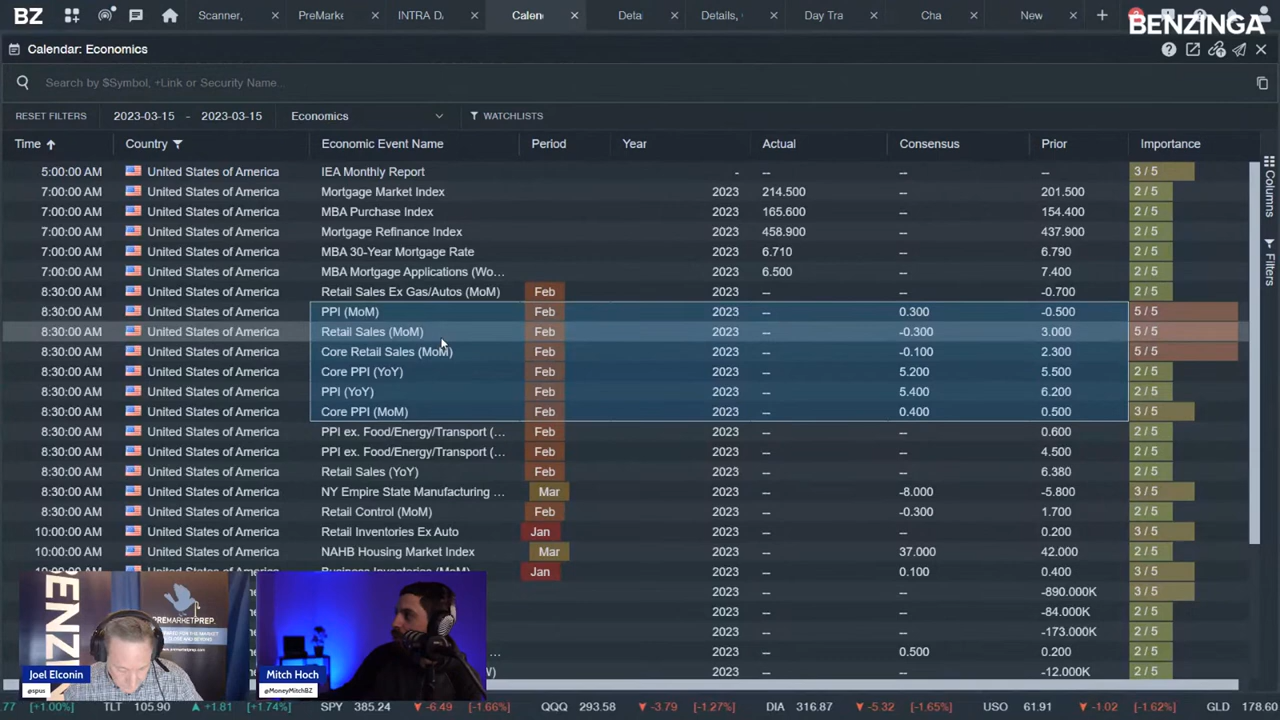 BZ Scanner, PreMarke INTRA D Calen Deta Details, Day Tra Cha New
BENZINGA
Calendar: Economics
Search by $Symbol, +Link or Security Name...
RESET FILTERS 2023-03-15 - 2023-03-15 Economics WATCHLISTS
Time Country Economic Event Name Period Year Actual Consensus Prior Importance
5:00:00 AM United States of America IEA Monthly Report - -- -- -- 3 / 5
7:00:00 AM United States of America Mortgage Market Index 2023 214.500 -- 201.500 2 / 5
7:00:00 AM United States of America MBA Purchase Index 2023 165.600 -- 154.400 2 / 5
7:00:00 AM United States of America Mortgage Refinance Index 2023 458.900 -- 437.900 2 / 5
7:00:00 AM United States of America MBA 30-Year Mortgage Rate 2023 6.710 -- 6.790 2 / 5
7:00:00 AM United States of America MBA Mortgage Applications (Wo... 2023 6.500 -- 7.400 2 / 5
8:30:00 AM United States of America Retail Sales Ex Gas/Autos (MoM) Feb 2023 -- -- -0.700 2 / 5
8:30:00 AM United States of America PPI (MoM) Feb 2023 -- 0.300 -0.500 5 / 5
8:30:00 AM United States of America Retail Sales (MoM) Feb 2023 -- -0.300 3.000 5 / 5
8:30:00 AM United States of America Core Retail Sales (MoM) Feb 2023 -- -0.100 2.300 5 / 5
8:30:00 AM United States of America Core PPI (YoY) Feb 2023 -- 5.200 5.500 2 / 5
8:30:00 AM United States of America PPI (YoY) Feb 2023 -- 5.400 6.200 2 / 5
8:30:00 AM United States of America Core PPI (MoM) Feb 2023 -- 0.400 0.500 3 / 5
8:30:00 AM United States of America PPI ex. Food/Energy/Transport (... Feb 2023 -- -- 0.600 2 / 5
8:30:00 AM United States of America PPI ex. Food/Energy/Transport (... Feb 2023 -- -- 4.500 2 / 5
8:30:00 AM United States of America Retail Sales (YoY) Feb 2023 -- -- 6.380 2 / 5
8:30:00 AM United States of America NY Empire State Manufacturing ... Mar 2023 -- -8.000 -5.800 3 / 5
8:30:00 AM United States of America Retail Control (MoM) Feb 2023 -- -0.300 1.700 2 / 5
10:00:00 AM United States of America Retail Inventories Ex Auto Jan 2023 -- -- 0.200 3 / 5
10:00:00 AM United States of America NAHB Housing Market Index Mar 2023 -- 37.000 42.000 2 / 5
10:00:00 AM United States of America Business Inventories (MoM) Jan 2023 -- 0.100 0.400 3 / 5
2023 -- -- -890.000K 3 / 5
2023 -- -- -84.000K 2 / 5
2023 -- -- -173.000K 2 / 5
2023 -- 0.500 0.200 2 / 5
2023 -- -- -12.000K 2 / 5
Columns
Filters
ENZIN
PREMARKETPREP.
Joel Elconin
@spus
Mitch Hoch
@MoneyMitchBZ
.77 [+1.00%] TLT 105.90 +1.81 [+1.74%] SPY 385.24 -6.49 [-1.66%] QQQ 293.58 -3.79 [-1.27%] DIA 316.87 -5.32 [-1.65%] USO 61.91 -1.02 [-1.62%] GLD 178.60